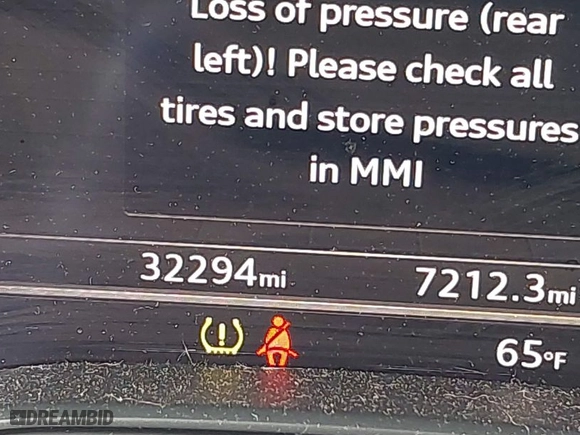 Loss of pressure (rear
left)! Please check all
tires and store pressures
in MMI
32294mi 7212.3mi
65°F
DREAMBID